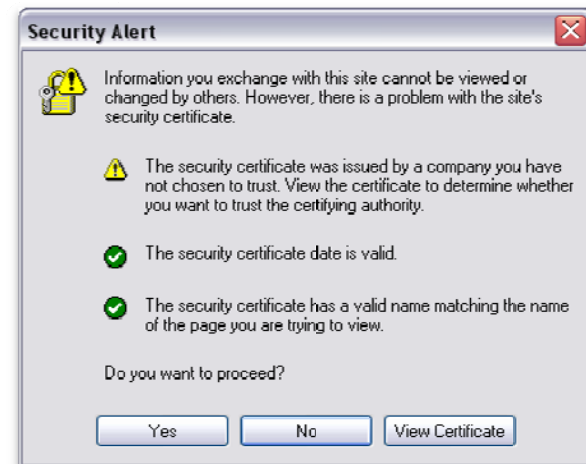 Security Alert
Information you exchange with this site cannot be viewed or
changed by others. However, there is a problem with the site's
security certificate.
The security certificate was issued by a company you have
not chosen to trust. View the certificate to determine whether
you want to trust the certifying authority.
The security certificate date is valid.
The security certificate has a valid name matching the name
of the page you are trying to view.
Do you want to proceed?
Yes No View Certificate